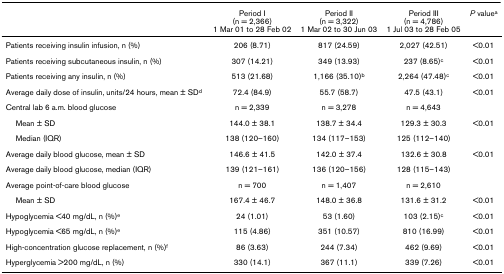 Period I Period II Period III P valueᵃ
(n = 2,366) (n = 3,322) (n = 4,786)
1 Mar 01 to 28 Feb 02 1 Mar 02 to 30 Jun 03 1 Jul 03 to 28 Feb 05
Patients receiving insulin infusion, n (%) 206 (8.71) 817 (24.59) 2,027 (42.51) <0.01
Patients receiving subcutaneous insulin, n (%) 307 (14.21) 349 (13.93) 237 (8.65)ᶜ <0.01
Patients receiving any insulin, n (%) 513 (21.68) 1,166 (35.10)ᵇ 2,264 (47.48)ᶜ <0.01
Average daily dose of insulin, units/24 hours, mean ± SDᵈ 72.4 (84.9) 55.7 (58.7) 47.5 (43.1) <0.01
Central lab 6 a.m. blood glucose n = 2,339 n = 3,278 n = 4,643
Mean ± SD 144.0 ± 38.1 138.7 ± 34.4 129.3 ± 30.3 <0.01
Median (IQR) 138 (120–160) 134 (117–153) 125 (112–140)
Average daily blood glucose, mean ± SD 146.6 ± 41.5 142.0 ± 37.4 132.6 ± 30.8 <0.01
Average daily blood glucose, median (IQR) 139 (121–161) 136 (120–156) 128 (115–143)
Average point-of-care blood glucose n = 700 n = 1,407 n = 2,610
Mean ± SD 167.4 ± 46.7 148.0 ± 36.8 131.6 ± 31.2 <0.01
Hypoglycemia <40 mg/dL, n (%)ᵉ 24 (1.01) 53 (1.60) 103 (2.15)ᶜ <0.01
Hypoglycemia <65 mg/dL, n (%)ᵉ 115 (4.86) 351 (10.57) 810 (16.99) <0.01
High-concentration glucose replacement, n (%)ᶠ 86 (3.63) 244 (7.34) 462 (9.69) <0.01
Hyperglycemia >200 mg/dL, n (%) 330 (14.1) 367 (11.1) 339 (7.26) <0.01